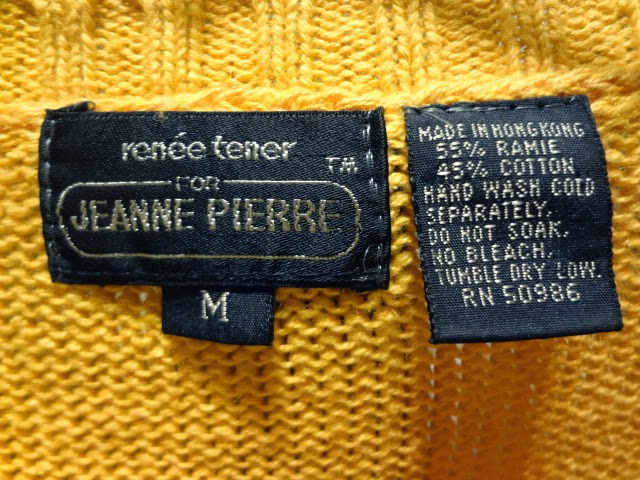 renée tener
TM
FOR
JEANNE PIERRE
M
MADE IN HONG KONG
55% RAMIE
45% COTTON
HAND WASH COLD
SEPARATELY.
DO NOT SOAK.
NO BLEACH.
TUMBLE DRY LOW.
RN 50986